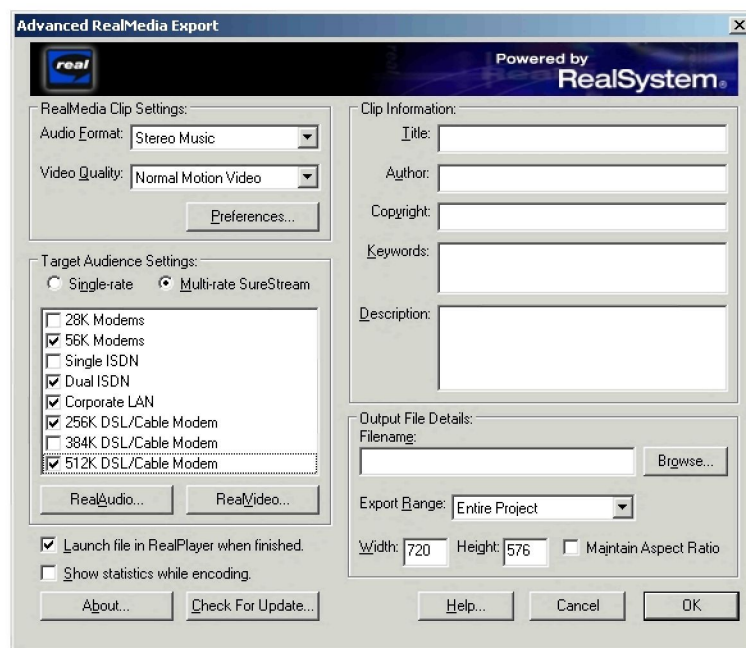 Advanced RealMedia Export
real
Powered by
RealSystem®
RealMedia Clip Settings:
Audio Format: Stereo Music
Video Quality: Normal Motion Video
Preferences...
Target Audience Settings:
Single-rate Multi-rate SureStream
28K Modems
56K Modems
Single ISDN
Dual ISDN
Corporate LAN
256K DSL/Cable Modem
384K DSL/Cable Modem
512K DSL/Cable Modem
RealAudio... RealVideo...
Launch file in RealPlayer when finished.
Show statistics while encoding.
About... Check For Update...
Clip Information:
Title:
Author:
Copyright:
Keywords:
Description:
Output File Details:
Filename:
Browse...
Export Range: Entire Project
Width: 720 Height: 576 Maintain Aspect Ratio
Help... Cancel OK